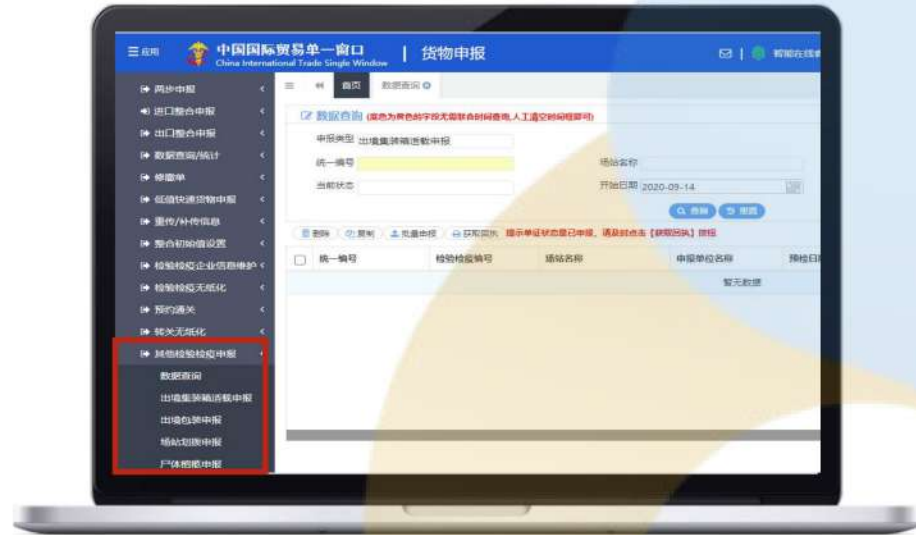 应用
中国国际贸易单一窗口
China International Trade Single Window
货物申报
智能在线
两步申报
进口整合申报
出口整合申报
数据查询/统计
修撤单
低值快速货物申报
重传/补传信息
整合初始值设置
检验检疫企业信息维护
检验检疫无纸化
预约通关
转关无纸化
其他检验检疫申报
数据查询
出境集装箱适载申报
出境包装申报
场站划拨申报
尸体棺柩申报
首页
数据查询
数据查询 (底色为黄色的字段无需联合时间查询,人工清空时间框即可)
申报类型 出境集装箱适载申报
统一编号
场站名称
当前状态
开始日期 2020-09-14
查询 重置
删除 复制 批量申报 获取回执 提示单证状态是已申报，请及时点击【获取回执】按钮
统一编号 检验检疫编号 场站名称 申报单位名称 预检日
暂无数据